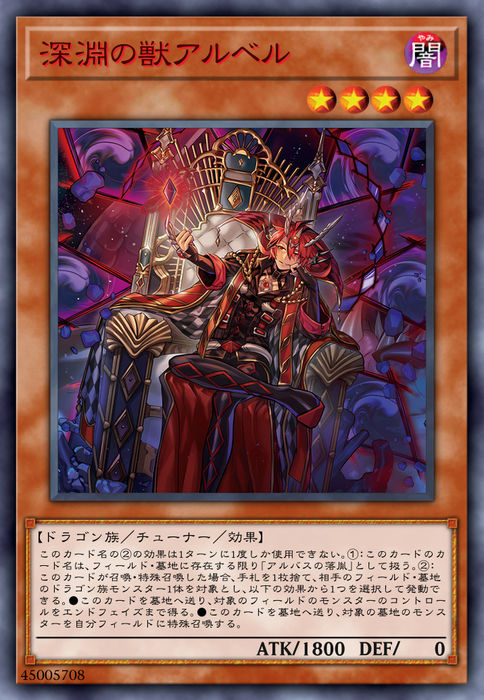 深淵の獣アルベル
やみ
闇
【ドラゴン族／チューナー／効果】
このカード名の②の効果は1ターンに1度しか使用できない。①：このカードのカ
ード名は、フィールド・墓地に存在する限り「アルバスの落胤」として扱う。②：
このカードが召喚・特殊召喚した場合、手札を1枚捨て、相手のフィールド・墓地
のドラゴン族モンスター1体を対象とし、以下の効果から1つを選択して発動で
きる。●このカードを墓地へ送り、対象のフィールドのモンスターのコントロー
ルをエンドフェイズまで得る。●このカードを墓地へ送り、対象の墓地のモンス
ターを自分フィールドに特殊召喚する。
ATK/1800 DEF/ 0
45005708